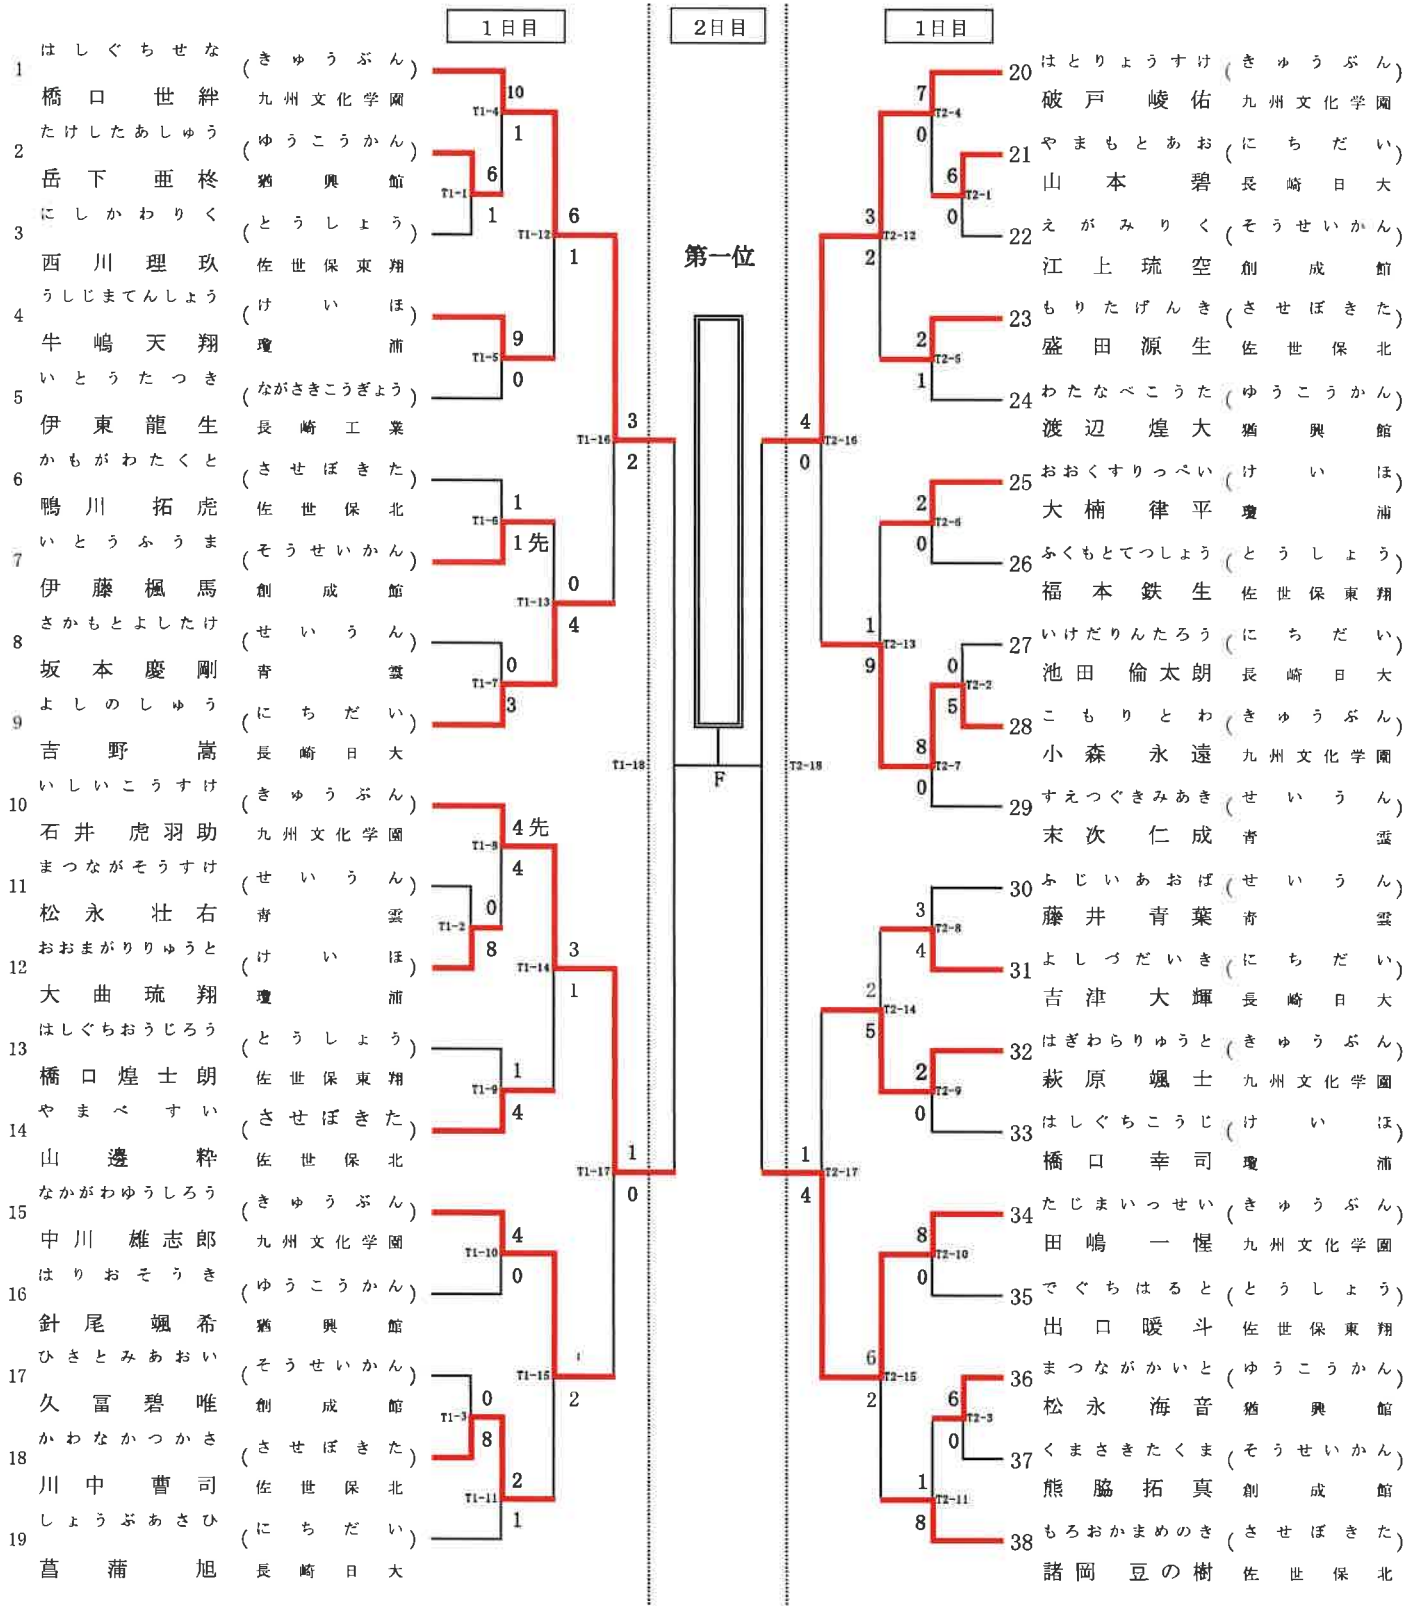 1日目
2日目
1日目
はしぐちせな (きゅうぶん)
1
橋口 世絆 九州文化学園
たけしたあしゅう (ゆうこうかん)
2
岳下 亜柊 猶興館
にしかわりく (とうしょう)
3
西川理玖 佐世保東翔
うしじまてんしょう (けいほ)
4
牛嶋天翔 瓊浦
いとうたつき (ながさきこうぎょう)
5
伊東龍生 長崎工業
かもがわたくと (させぼきた)
6
鴨川 拓虎 佐世保北
いとうふうま (そうせいかん)
7
伊藤楓馬 創成館
さかもとよしたけ (せいうん)
8
坂本慶剛 青雲
よしのしゅう (にちだい)
9
吉野 嵩 長崎日大
いしいこうすけ (きゅうぶん)
10
石井 虎羽助 九州文化学園
まつながそうすけ (せいうん)
11
松永 壮右 青雲
おおまがりりゅうと (けいほ)
12
大曲琉翔 瓊浦
はしぐちおうじろう (とうしょう)
13
橋口煌士朗 佐世保東翔
やまべ すい (させぼきた)
14
山邊 粋 佐世保北
なかがわゆうしろう (きゅうぶん)
15
中川 雄志郎 九州文化学園
はりおそうき (ゆうこうかん)
16
針尾 颯希 猶興館
ひさとみあおい (そうせいかん)
17
久冨碧唯 創成館
かわなかつかさ (させぼきた)
18
川中 曹司 佐世保北
しょうぶあさひ (にちだい)
19
菖蒲 旭 長崎日大
10
T1-4
1
6
T1-1
1
6
T1-12
1
9
T1-5
0
3
T1-16
2
1
T1-6
1先
0
T1-13
4
0
T1-7
3
T1-18
4先
T1-8
4
0
T1-2
8
3
T1-14
1
1
T1-9
4
1
T1-17
0
4
T1-10
0
T1-15
2
0
T1-3
8
2
T1-11
1
第一位
F
7
T2-4
0
6
T2-1
0
3
T2-12
2
2
T2-5
1
4
T2-16
0
2
T2-6
0
1
T2-13
9
0
T2-2
5
8
T2-7
0
T2-18
3
T2-8
4
2
T2-14
5
2
T2-9
0
1
T2-17
4
8
T2-10
0
6
T2-15
2
6
T2-3
0
1
T2-11
8
20 はとりょうすけ (きゅうぶん)
破戸 崚佑 九州文化学園
21 やまもとあお (にちだい)
山本 碧 長崎日大
22 えがみりく (そうせいかん)
江上琉空 創成館
23 もりたげんき (させぼきた)
盛田源生 佐世保北
24 わたなべこうた (ゆうこうかん)
渡辺 煌大 猶興館
25 おおくすりっぺい (けいほ)
大楠 律平 瓊浦
26 ふくもとてつしょう (とうしょう)
福本鉄生 佐世保東翔
27 いけだりんたろう (にちだい)
池田 倫太朗 長崎日大
28 こもりとわ (きゅうぶん)
小森 永遠 九州文化学園
29 すえつぐきみあき (せいうん)
末次 仁成 青雲
30 ふじいあおば (せいうん)
藤井 青葉 青雲
31 よしづだいき (にちだい)
吉津 大輝 長崎日大
32 はぎわらりゅうと (きゅうぶん)
萩原 颯士 九州文化学園
33 はしぐちこうじ (けいほ)
橋口 幸司 瓊浦
34 たじまいっせい (きゅうぶん)
田嶋 一惺 九州文化学園
35 でぐちはると (とうしょう)
出口 暖斗 佐世保東翔
36 まつながかいと (ゆうこうかん)
松永 海音 猶興館
37 くまさきたくま (そうせいかん)
熊脇拓真 創成館
38 もろおかまめのき (させぼきた)
諸岡 豆の樹 佐世保北